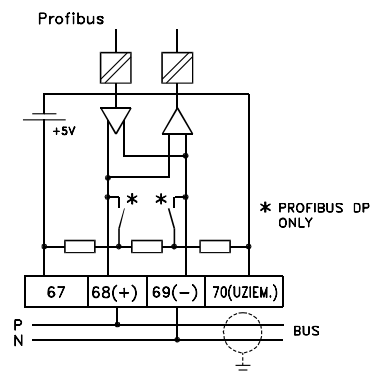 Profibus
+5V
* *
* PROFIBUS DP
ONLY
67 68(+) 69(-) 70(UZIEM.)
P
N
BUS